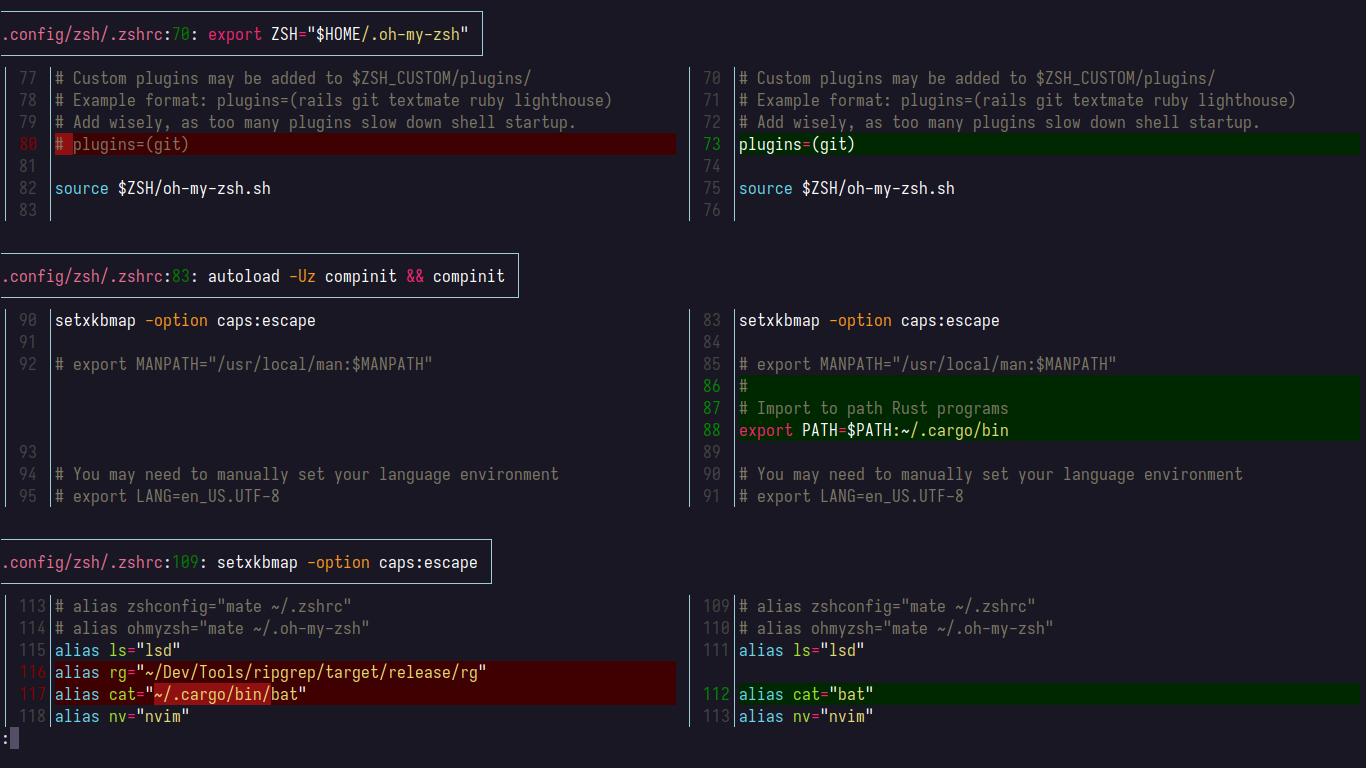 .config/zsh/.zshrc:70: export ZSH="$HOME/.oh-my-zsh"
77 # Custom plugins may be added to $ZSH_CUSTOM/plugins/
78 # Example format: plugins=(rails git textmate ruby lighthouse)
79 # Add wisely, as too many plugins slow down shell startup.
80 # plugins=(git)
81
82 source $ZSH/oh-my-zsh.sh
83
70 # Custom plugins may be added to $ZSH_CUSTOM/plugins/
71 # Example format: plugins=(rails git textmate ruby lighthouse)
72 # Add wisely, as too many plugins slow down shell startup.
73 plugins=(git)
74
75 source $ZSH/oh-my-zsh.sh
76
.config/zsh/.zshrc:83: autoload -Uz compinit && compinit
90 setxkbmap -option caps:escape
91
92 # export MANPATH="/usr/local/man:$MANPATH"
93
94 # You may need to manually set your language environment
95 # export LANG=en_US.UTF-8
83 setxkbmap -option caps:escape
84
85 # export MANPATH="/usr/local/man:$MANPATH"
86 #
87 # Import to path Rust programs
88 export PATH=$PATH:~/.cargo/bin
89
90 # You may need to manually set your language environment
91 # export LANG=en_US.UTF-8
.config/zsh/.zshrc:109: setxkbmap -option caps:escape
113 # alias zshconfig="mate ~/.zshrc"
114 # alias ohmyzsh="mate ~/.oh-my-zsh"
115 alias ls="lsd"
116 alias rg="~/Dev/Tools/ripgrep/target/release/rg"
117 alias cat="~/.cargo/bin/bat"
118 alias nv="nvim"
109 # alias zshconfig="mate ~/.zshrc"
110 # alias ohmyzsh="mate ~/.oh-my-zsh"
111 alias ls="lsd"
112 alias cat="bat"
113 alias nv="nvim"
: